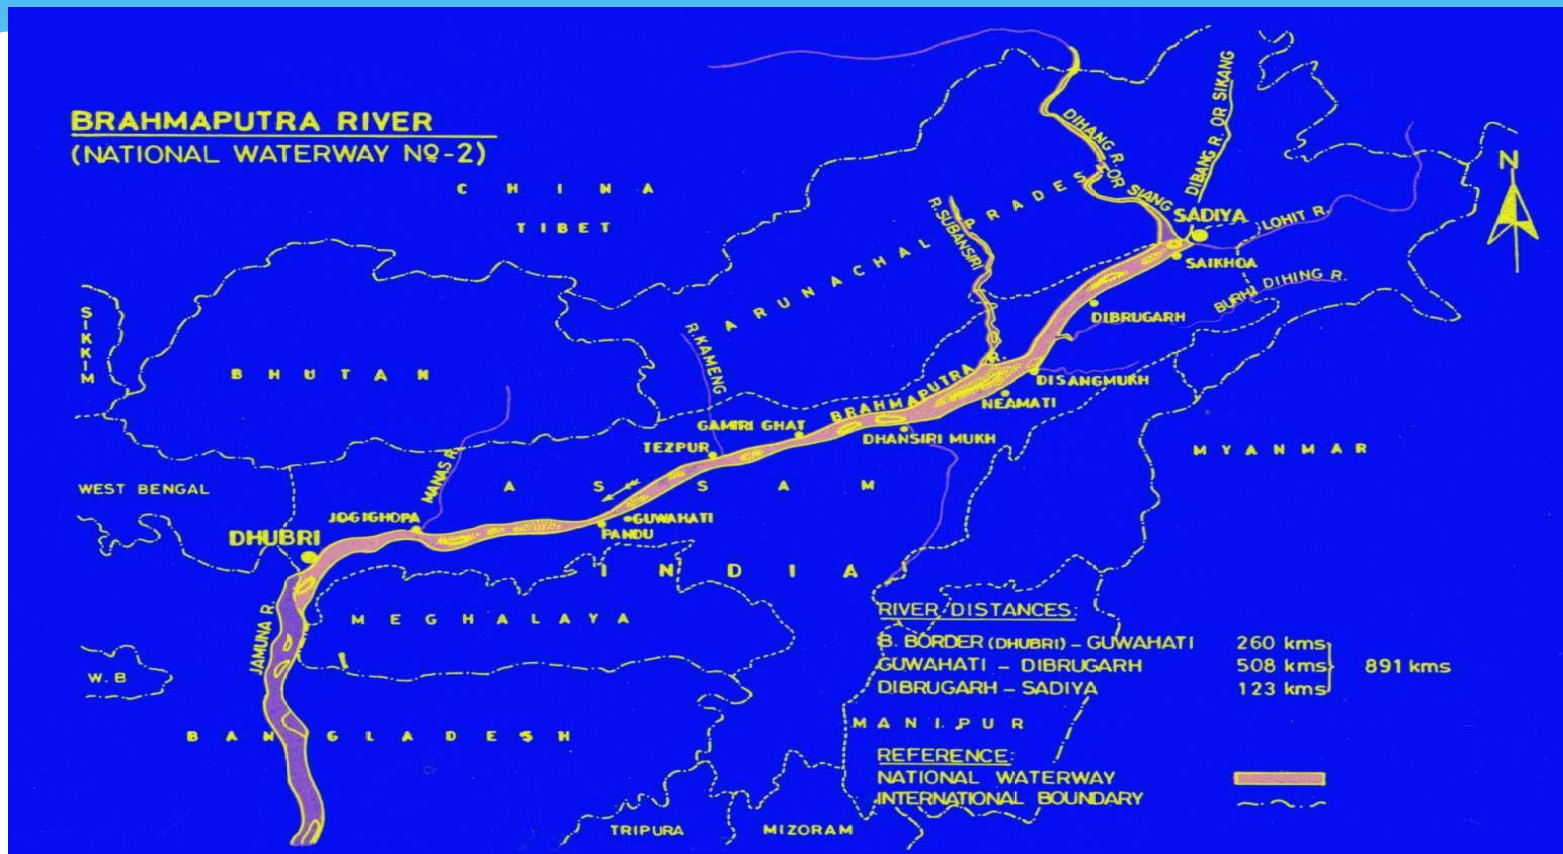 BRAHMAPUTRA RIVER
(NATIONAL WATERWAY Nº-2)
CHINA
TIBET
SIKKIM
BHUTAN
ARUNACHAL PRADESH
DIHANG R. OR SIANG
DIBANG R. OR SIKANG
R. SUBANSIRI
R. KAMENG
SADIYA
LOHIT R.
SAIKHOA
BURHI DIHING R.
DIBRUGARH
N
BRAHMAPUTRA R.
DISANGMUKH
NEAMATI
DHANSIRI MUKH
GAMIRI GHAT
TEZPUR
MYANMAR
WEST BENGAL
MANAS R.
ASSAM
JOGIGHOPA
GUWAHATI
PANDU
DHUBRI
INDIA
JAMUNA R.
MEGHALAYA
W.B
BANGLADESH
MANIPUR
TRIPURA
MIZORAM
RIVER DISTANCES:
B. BORDER (DHUBRI) – GUWAHATI 260 kms
GUWAHATI – DIBRUGARH 508 kms 891 kms
DIBRUGARH – SADIYA 123 kms
REFERENCE:
NATIONAL WATERWAY
INTERNATIONAL BOUNDARY